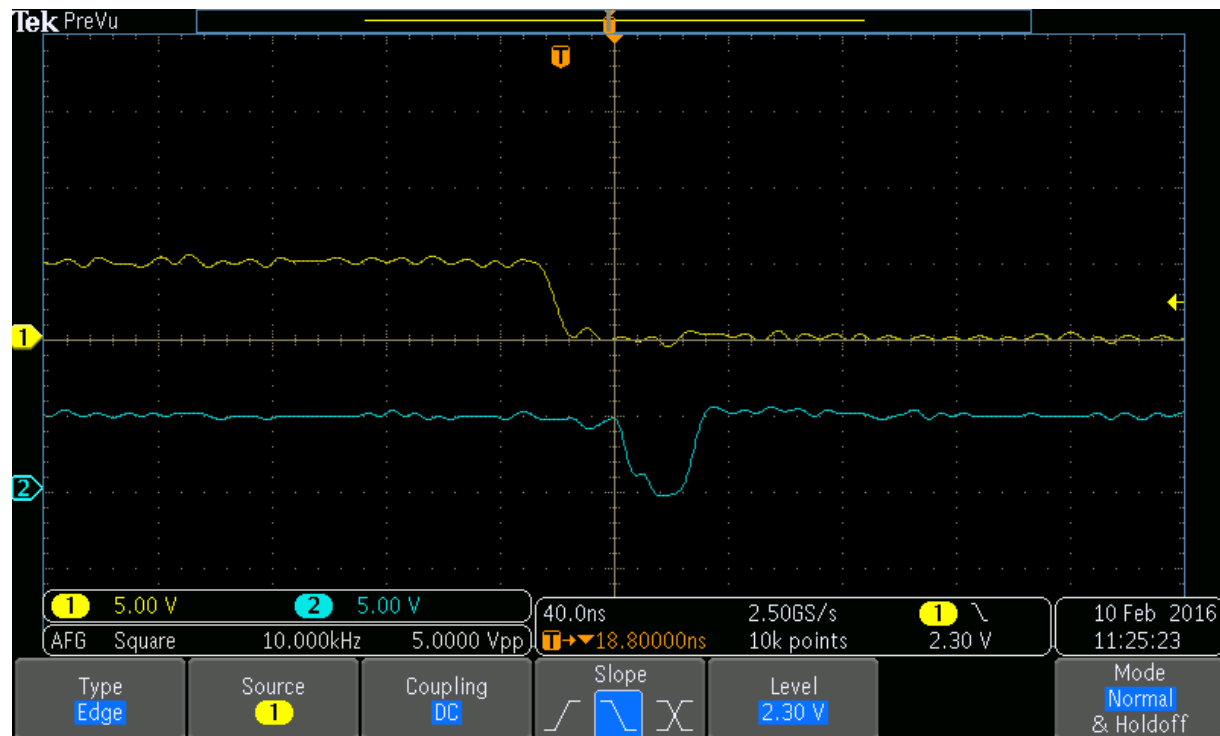 Tek PreVu
T
T
1
2
1 5.00 V 2 5.00 V
AFG Square 10.000kHz 5.0000 Vpp
40.0ns 2.50GS/s 1
T→▼18.80000ns 10k points 2.30 V
10 Feb 2016
11:25:23
Type
Edge
Source
1
Coupling
DC
Slope
Level
2.30 V
Mode
Normal
& Holdoff